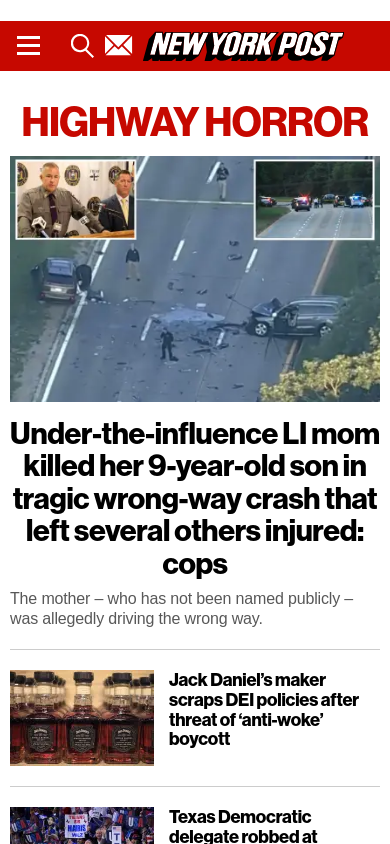 NEW YORK POST
HIGHWAY HORROR
Under-the-influence LI mom
killed her 9-year-old son in
tragic wrong-way crash that
left several others injured:
cops
The mother – who has not been named publicly –
was allegedly driving the wrong way.
Jack Daniel’s maker
scraps DEI policies after
threat of ‘anti-woke’
boycott
Texas Democratic
delegate robbed at